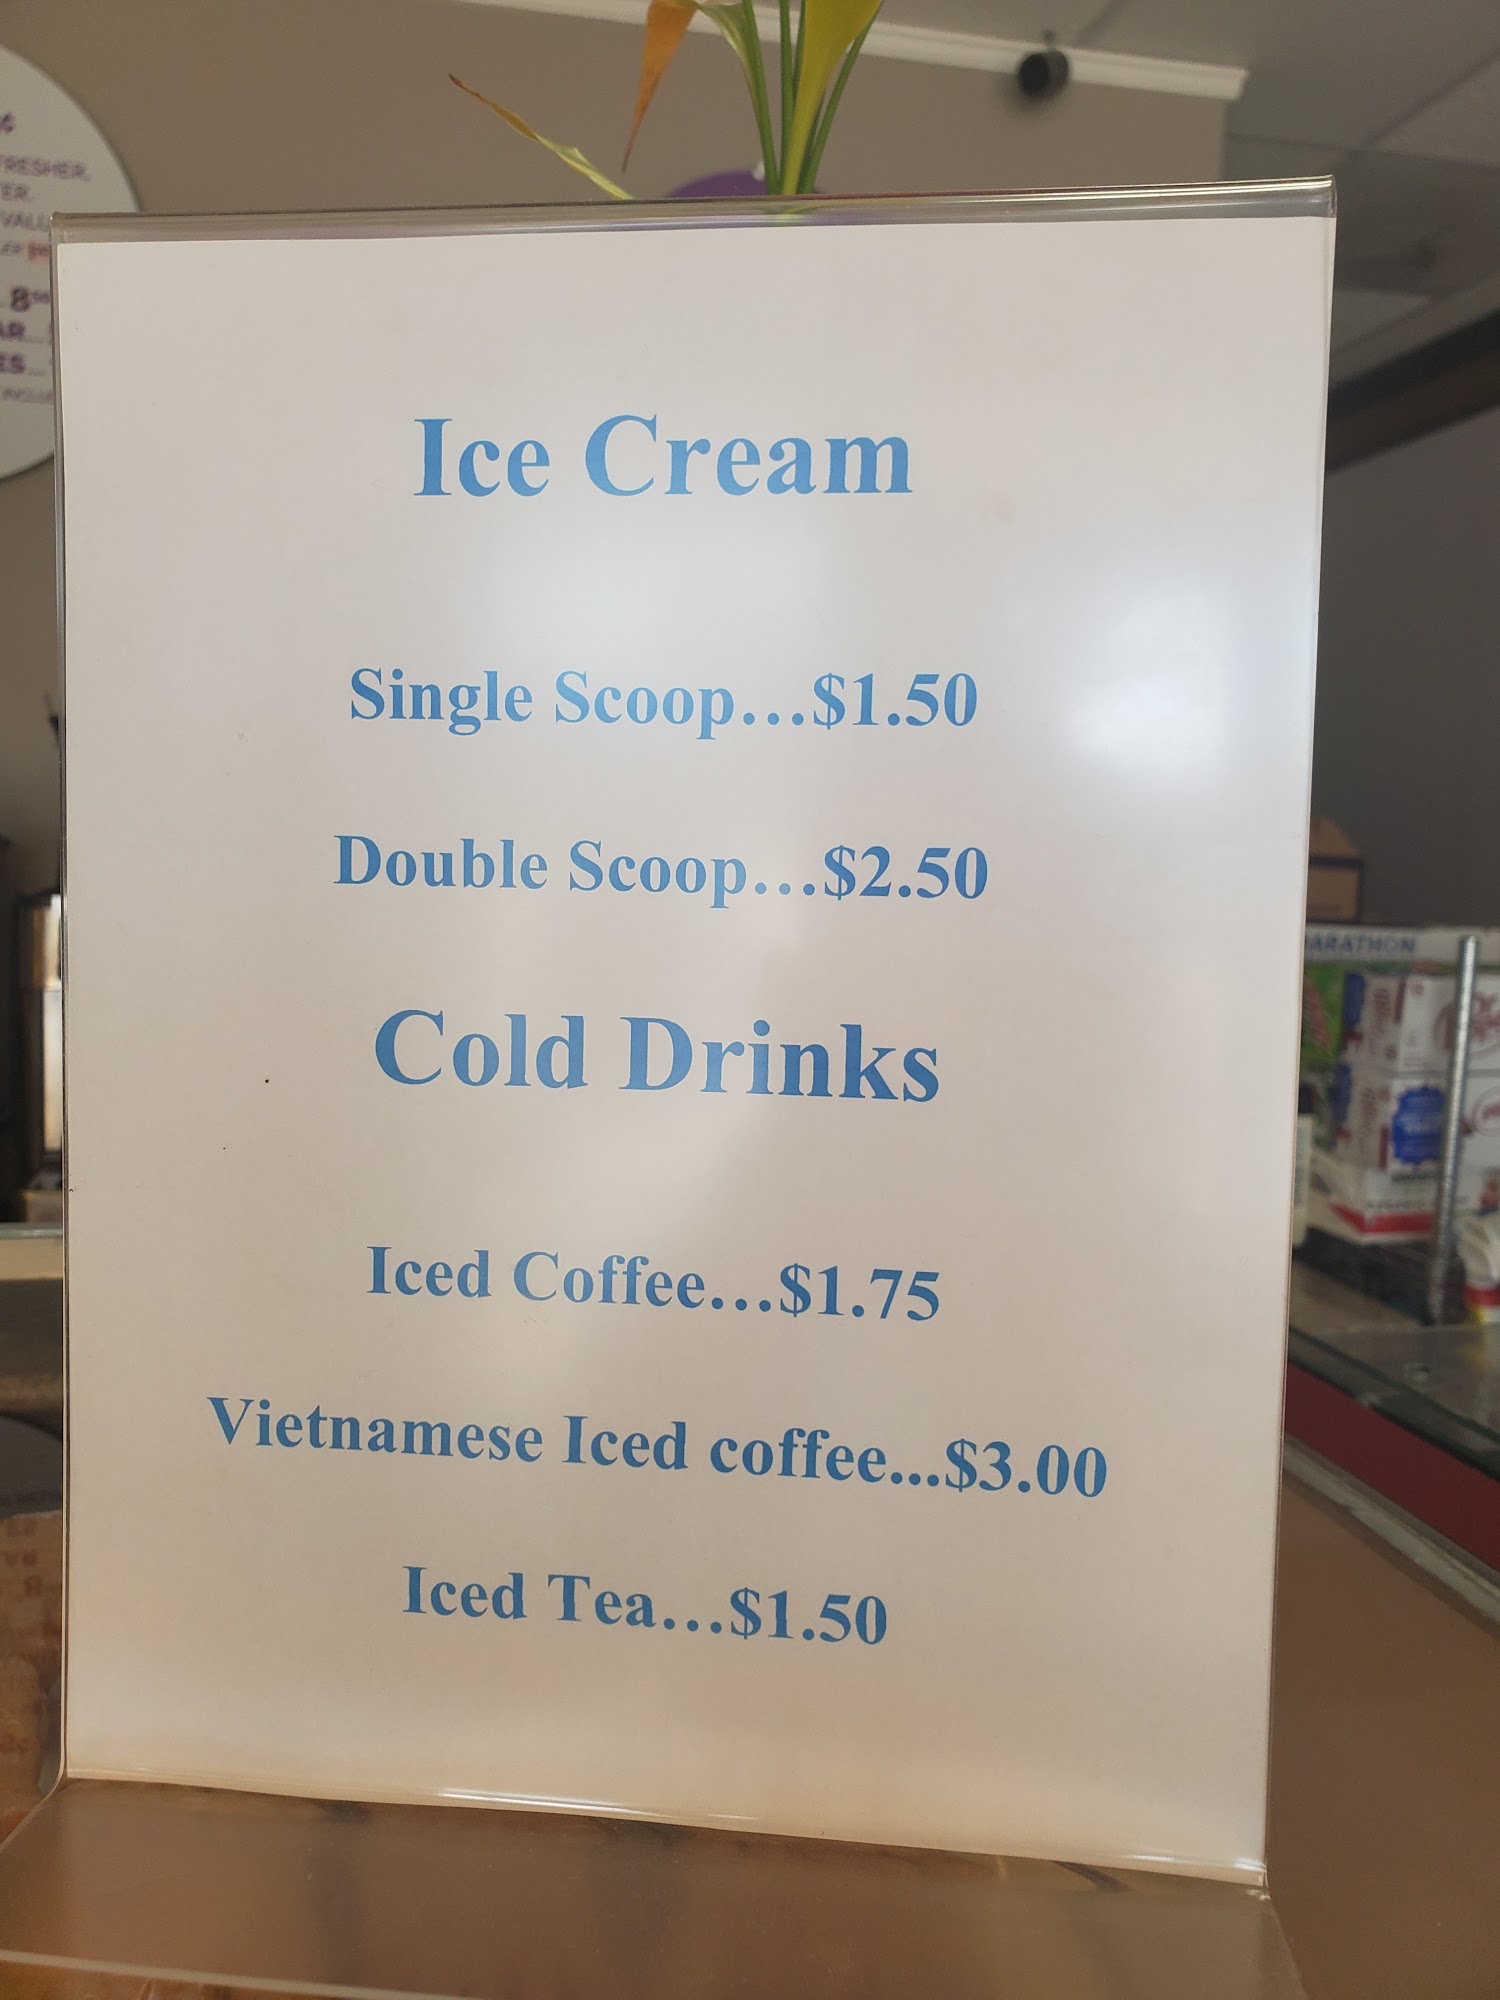 Ice Cream
Single Scoop...$1.50
Double Scoop...$2.50
Cold Drinks
Iced Coffee...$1.75
Vietnamese Iced coffee...$3.00
Iced Tea...$1.50